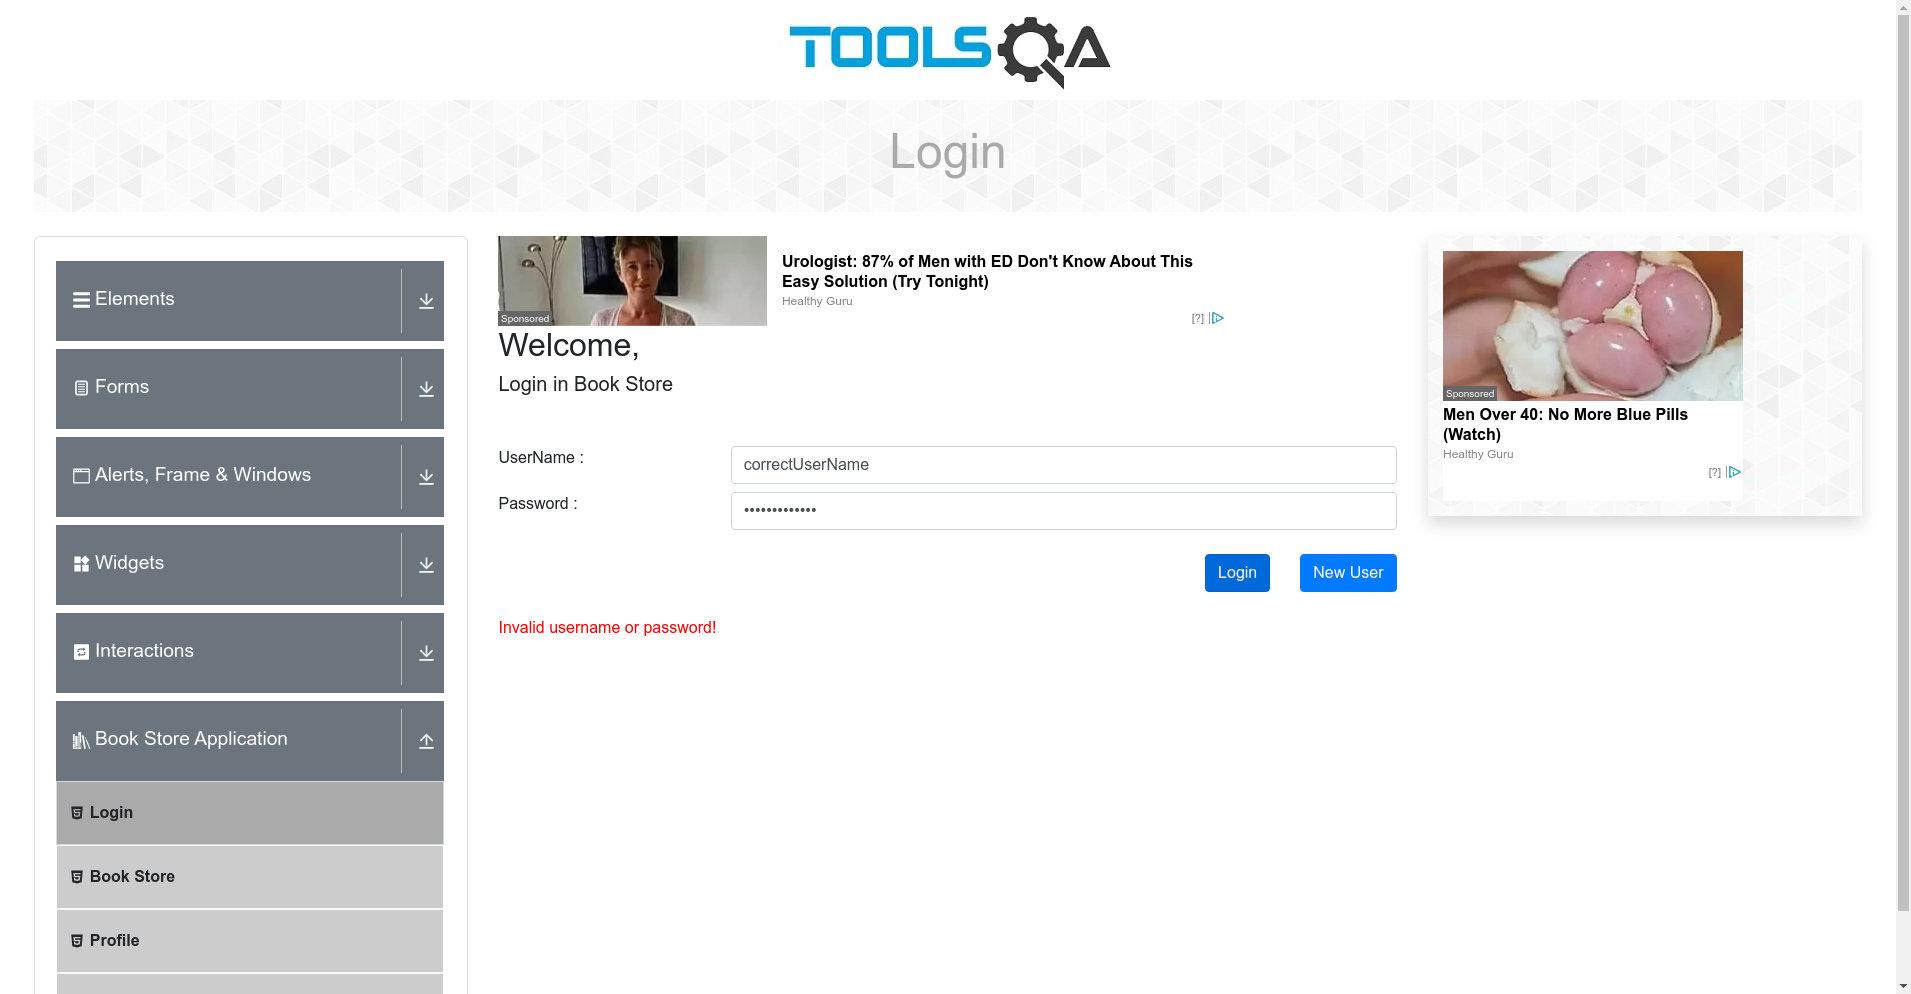 TOOLSQA
Login
Elements
Forms
Alerts, Frame & Windows
Widgets
Interactions
Book Store Application
Login
Book Store
Profile
Sponsored
Urologist: 87% of Men with ED Don't Know About This
Easy Solution (Try Tonight)
Healthy Guru
[?]
Welcome,
Login in Book Store
UserName :
correctUserName
Password :
•••••••••••••
Login
New User
Invalid username or password!
Sponsored
Men Over 40: No More Blue Pills
(Watch)
Healthy Guru
[?]